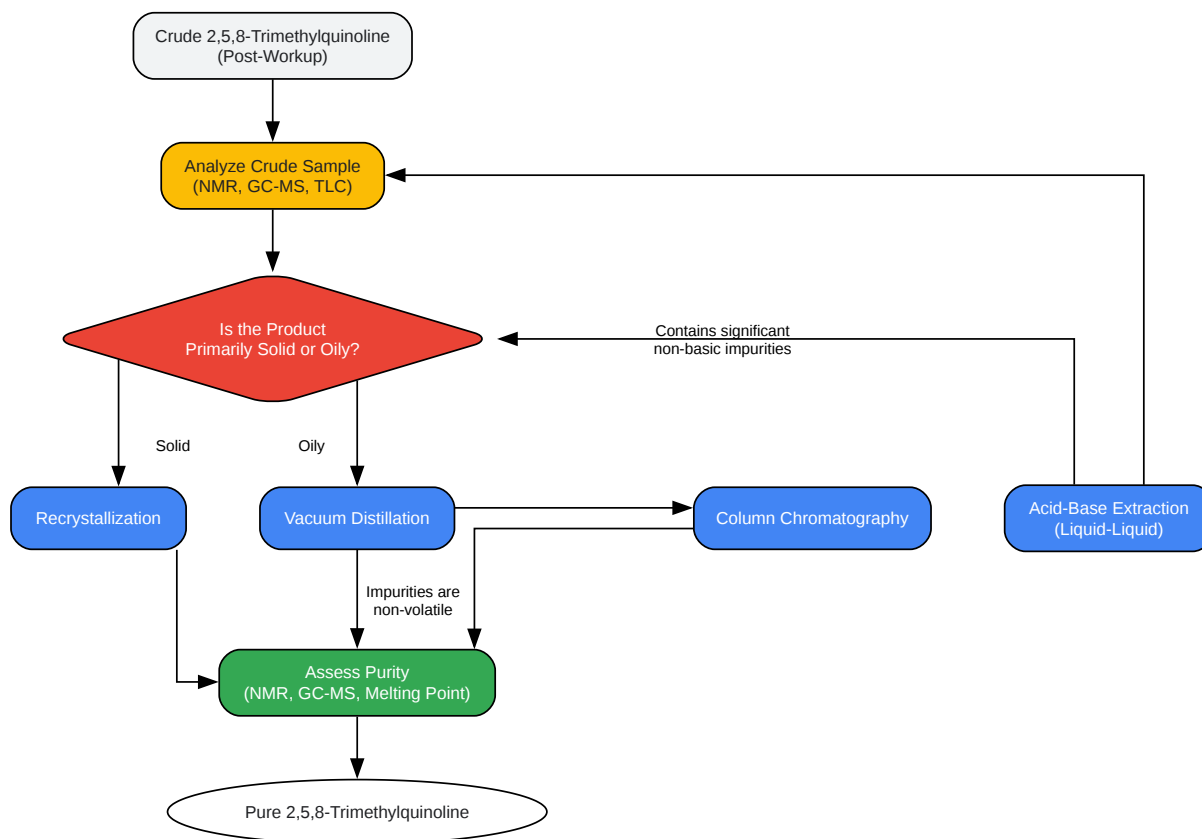 Crude 2,5,8-Trimethylquinoline
(Post-Workup)
Analyze Crude Sample
(NMR, GC-MS, TLC)
Is the Product
Primarily Solid or Oily?
Contains significant
non-basic impurities
Solid
Oily
Recrystallization
Vacuum Distillation
Column Chromatography
Acid-Base Extraction
(Liquid-Liquid)
Impurities are
non-volatile
Assess Purity
(NMR, GC-MS, Melting Point)
Pure 2,5,8-Trimethylquinoline